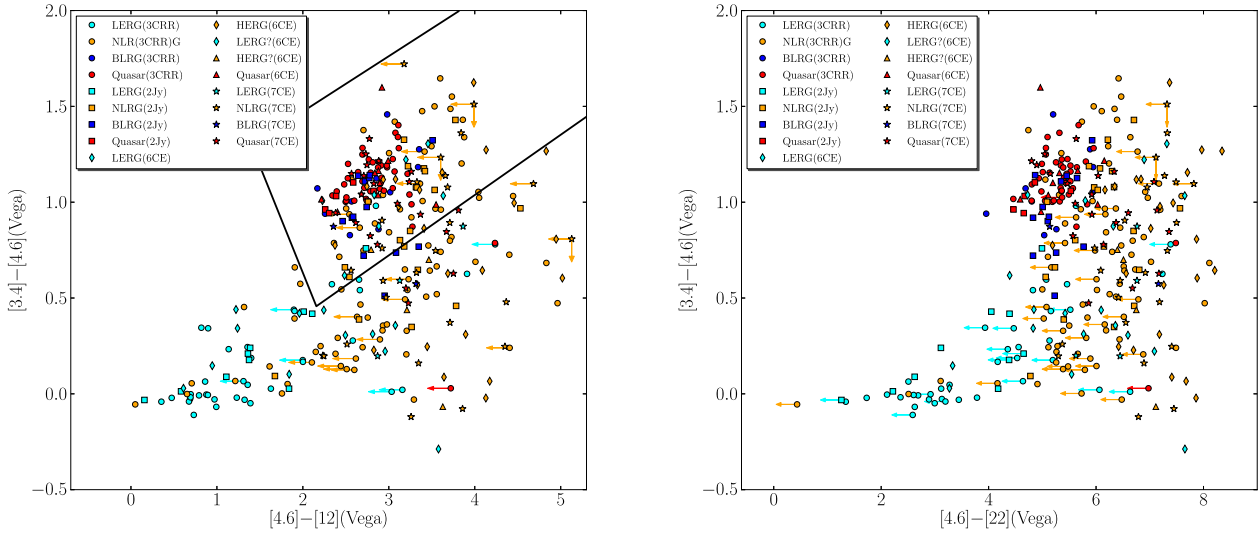 LERG(3CRR)
NLR(3CRR)G
BLRG(3CRR)
Quasar(3CRR)
LERG(2Jy)
NLRG(2Jy)
BLRG(2Jy)
Quasar(2Jy)
LERG(6CE)
HERG(6CE)
LERG?(6CE)
HERG?(6CE)
Quasar(6CE)
LERG(7CE)
NLRG(7CE)
BLRG(7CE)
Quasar(7CE)
2.0
1.5
1.0
0.5
0.0
−0.5
[3.4]−[4.6](Vega)
0 1 2 3 4 5
[4.6]−[12](Vega)
LERG(3CRR)
NLR(3CRR)G
BLRG(3CRR)
Quasar(3CRR)
LERG(2Jy)
NLRG(2Jy)
BLRG(2Jy)
Quasar(2Jy)
LERG(6CE)
HERG(6CE)
LERG?(6CE)
HERG?(6CE)
Quasar(6CE)
LERG(7CE)
NLRG(7CE)
BLRG(7CE)
Quasar(7CE)
2.0
1.5
1.0
0.5
0.0
−0.5
[3.4]−[4.6](Vega)
0 2 4 6 8
[4.6]−[22](Vega)